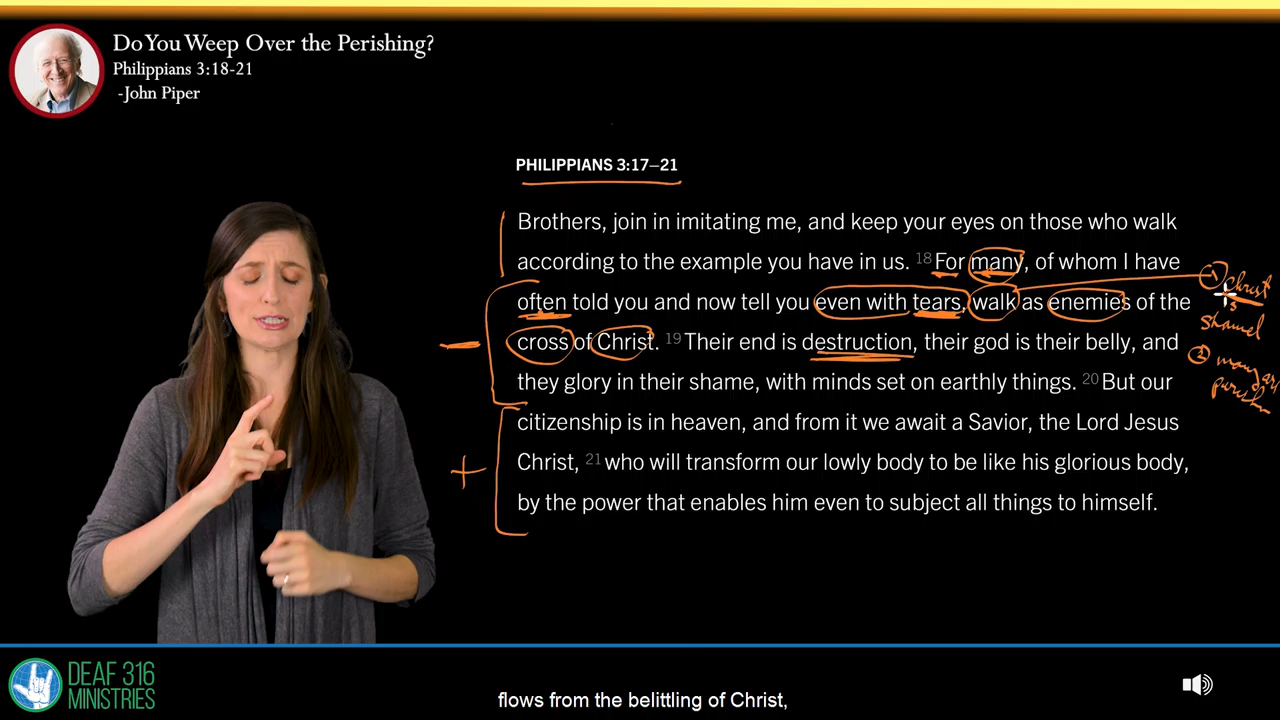 Do You Weep Over the Perishing?
Philippians 3:18-21
-John Piper
PHILIPPIANS 3:17–21
Brothers, join in imitating me, and keep your eyes on those who walk
according to the example you have in us. 18 For many, of whom I have
often told you and now tell you even with tears, walk as enemies of the
cross of Christ. 19 Their end is destruction, their god is their belly, and
they glory in their shame, with minds set on earthly things. 20 But our
citizenship is in heaven, and from it we await a Savior, the Lord Jesus
Christ, 21 who will transform our lowly body to be like his glorious body,
by the power that enables him even to subject all things to himself.
–
+
1 Christ
is
shamed
2 many are
DEAF 316
MINISTRIES
flows from the belittling of Christ,